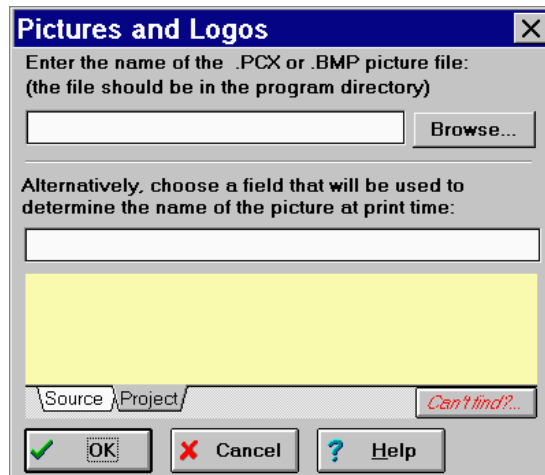 Pictures and Logos
Enter the name of the .PCX or .BMP picture file:
(the file should be in the program directory)
Browse...
Alternatively, choose a field that will be used to
determine the name of the picture at print time:
Source Project Can't find?...
OK Cancel ? Help